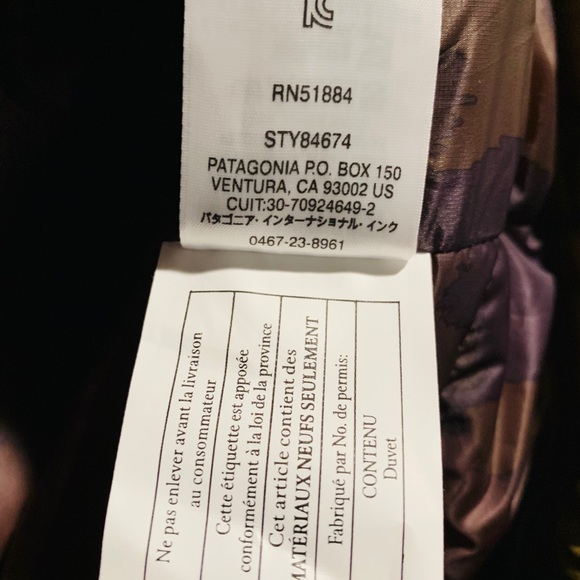 RN51884
STY84674
PATAGONIA P.O. BOX 150
VENTURA, CA 93002 US
CUIT:30-70924649-2
パタゴニア・インターナショナル・インク
0467-23-8961
Ne pas enlever avant la livraison
au consommateur
Cette étiquette est apposée
conformément à la loi de la province
Cet article contient des
MATÉRIAUX NEUFS SEULEMENT
Fabriqué par No. de permis:
CONTENU
Duvet